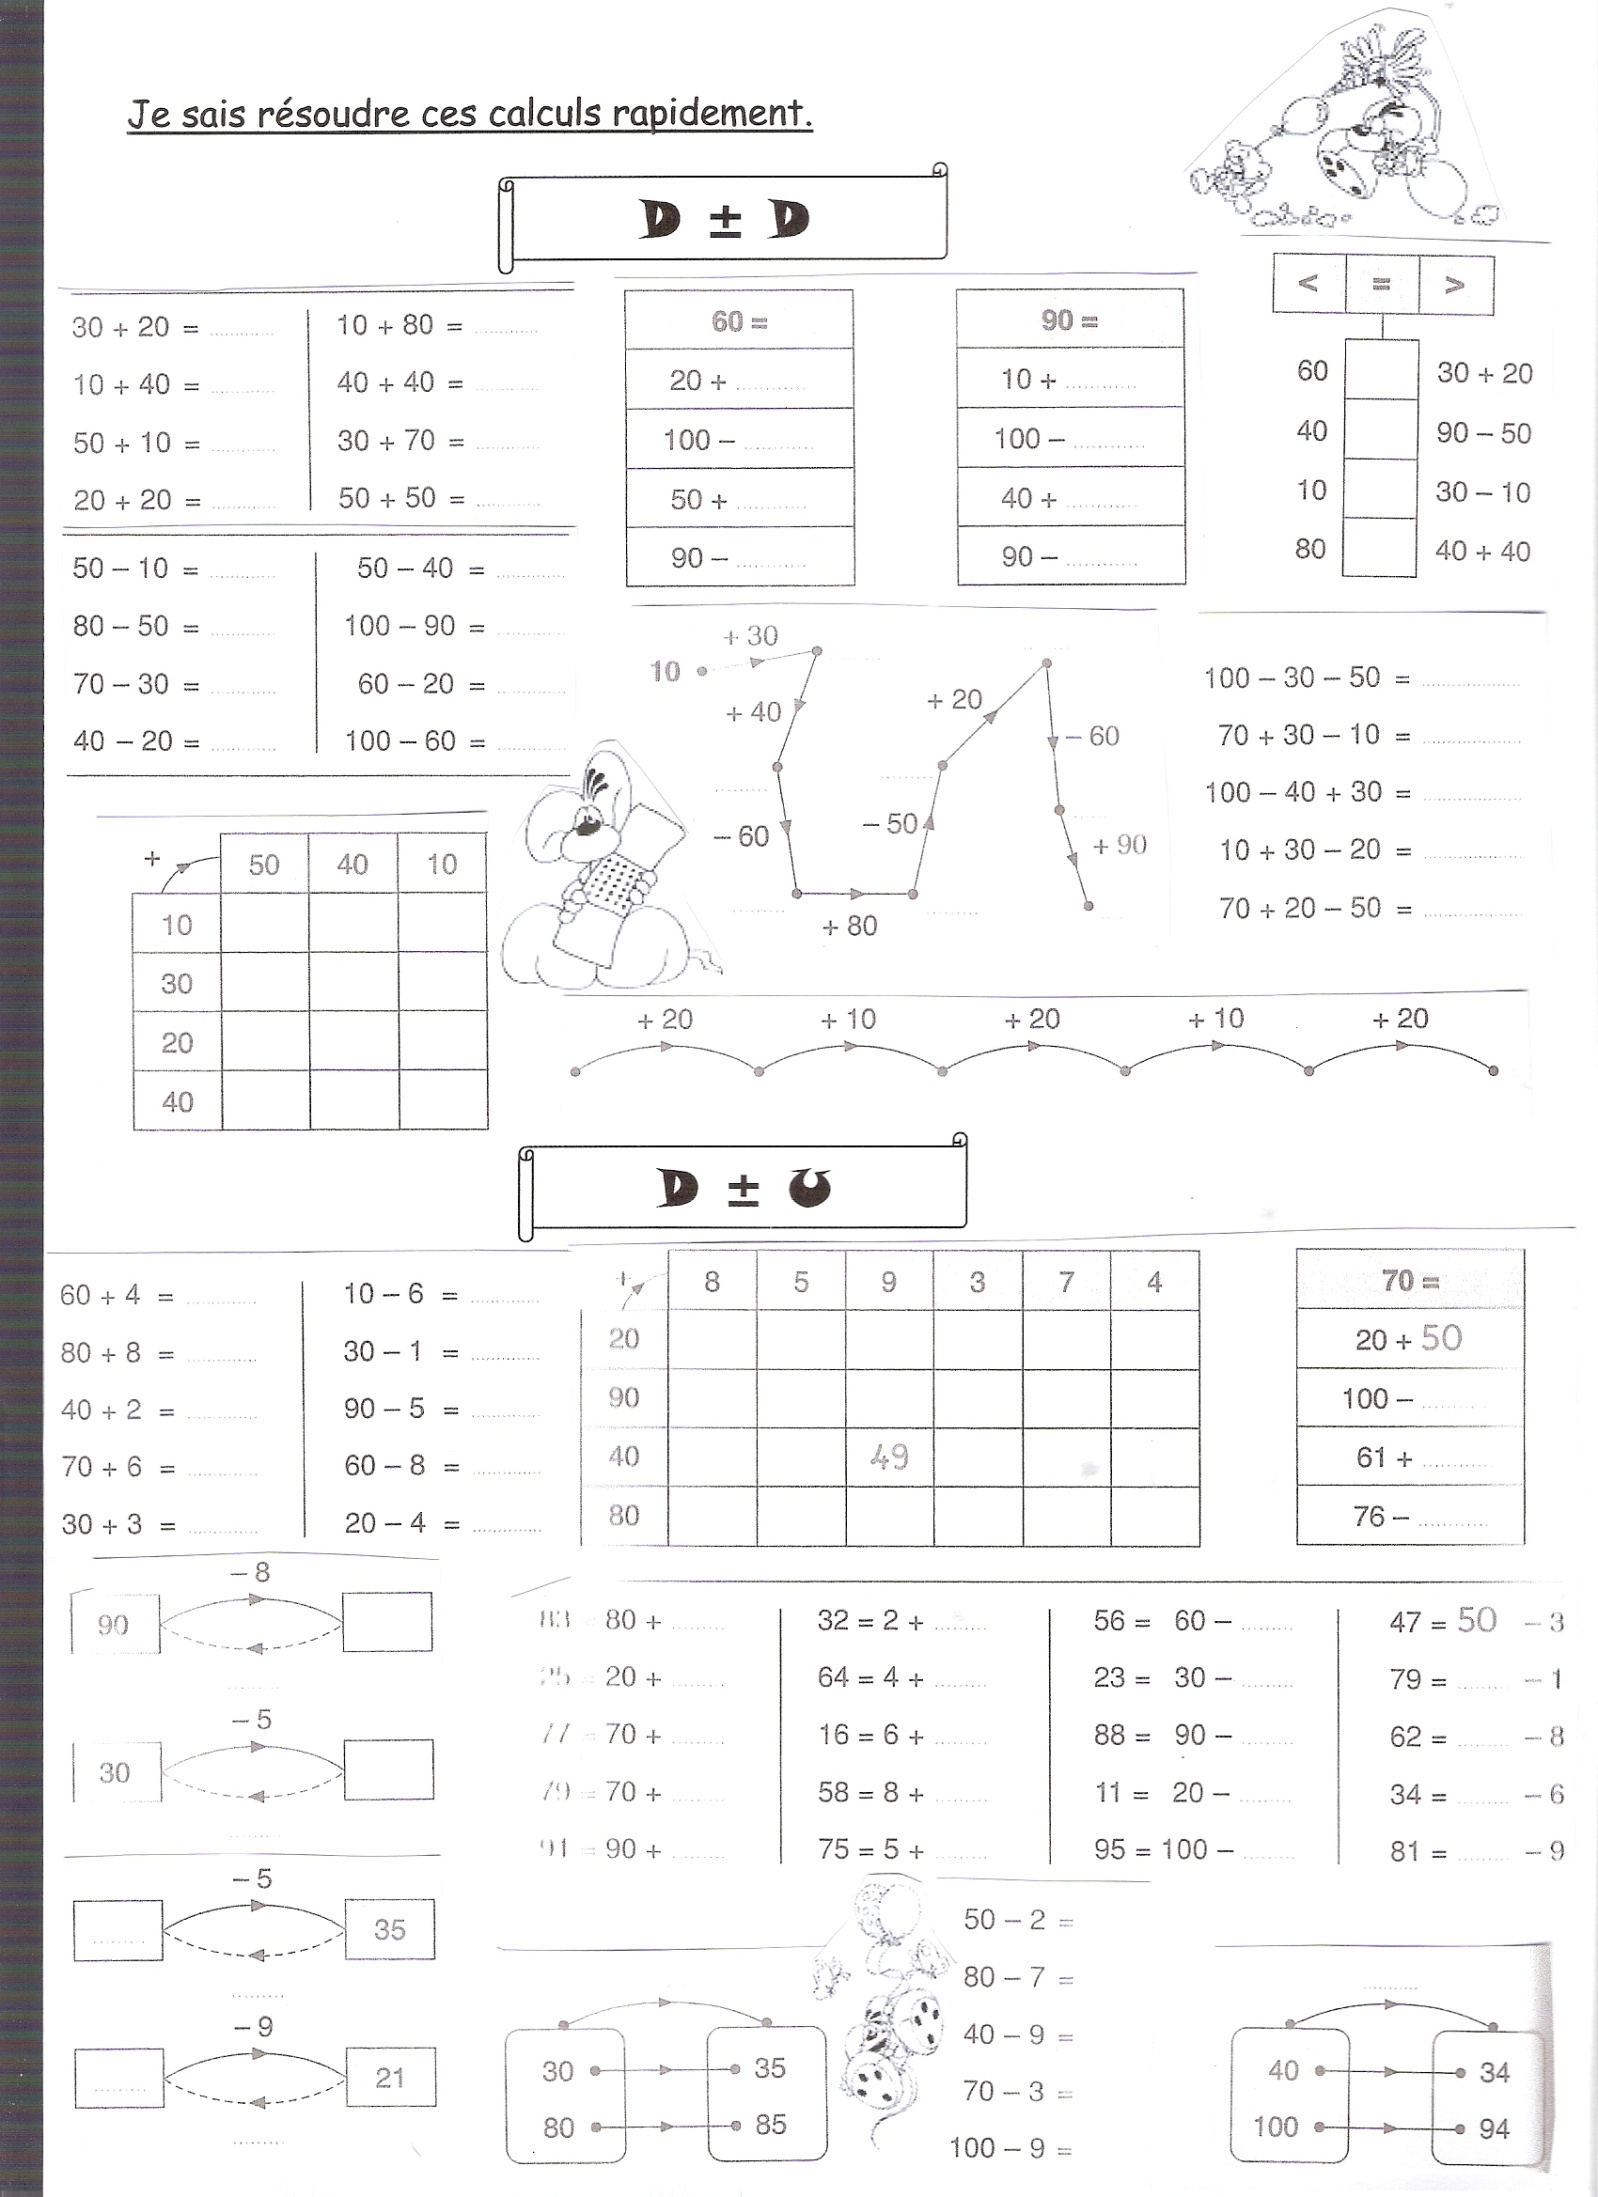 Je sais résoudre ces calculs rapidement.
D ± D
30 + 20 = ........
10 + 40 = ........
50 + 10 = ........
20 + 20 = ........
10 + 80 = ........
40 + 40 = ........
30 + 70 = ........
50 + 50 = ........
60 =
20 + ........
100 – ........
50 + ........
90 – ........
90 =
10 + ........
100 – ........
40 + ........
90 – ........
< = >
60 30 + 20
40 90 – 50
10 30 – 10
80 40 + 40
50 – 10 = ........
80 – 50 = ........
70 – 30 = ........
40 – 20 = ........
50 – 40 = ........
100 – 90 = ........
60 – 20 = ........
100 – 60 = ........
10
+ 30
+ 40
– 60
+ 80
– 50
+ 20
– 60
+ 90
100 – 30 – 50 = ........
70 + 30 – 10 = ........
100 – 40 + 30 = ........
10 + 30 – 20 = ........
70 + 20 – 50 = ........
+ 50 40 10
10
30
20
40
+ 20 + 10 + 20 + 10 + 20
D ± U
60 + 4 = ........
80 + 8 = ........
40 + 2 = ........
70 + 6 = ........
30 + 3 = ........
10 – 6 = ........
30 – 1 = ........
90 – 5 = ........
60 – 8 = ........
20 – 4 = ........
+ 8 5 9 3 7 4
20
90
40 49
80
70 =
20 + 50
100 – ........
61 + ........
76 – ........
– 8
90
– 5
30
– 5
35
– 9
21
83 = 80 + ........
25 = 20 + ........
77 = 70 + ........
79 = 70 + ........
91 = 90 + ........
32 = 2 + ........
64 = 4 + ........
16 = 6 + ........
58 = 8 + ........
75 = 5 + ........
56 = 60 – ........
23 = 30 – ........
88 = 90 – ........
11 = 20 – ........
95 = 100 – ........
47 = 50 – 3
79 = ........ – 1
62 = ........ – 8
34 = ........ – 6
81 = ........ – 9
30 35
80 85
50 – 2 =
80 – 7 =
40 – 9 =
70 – 3 =
100 – 9 =
40 34
100 94